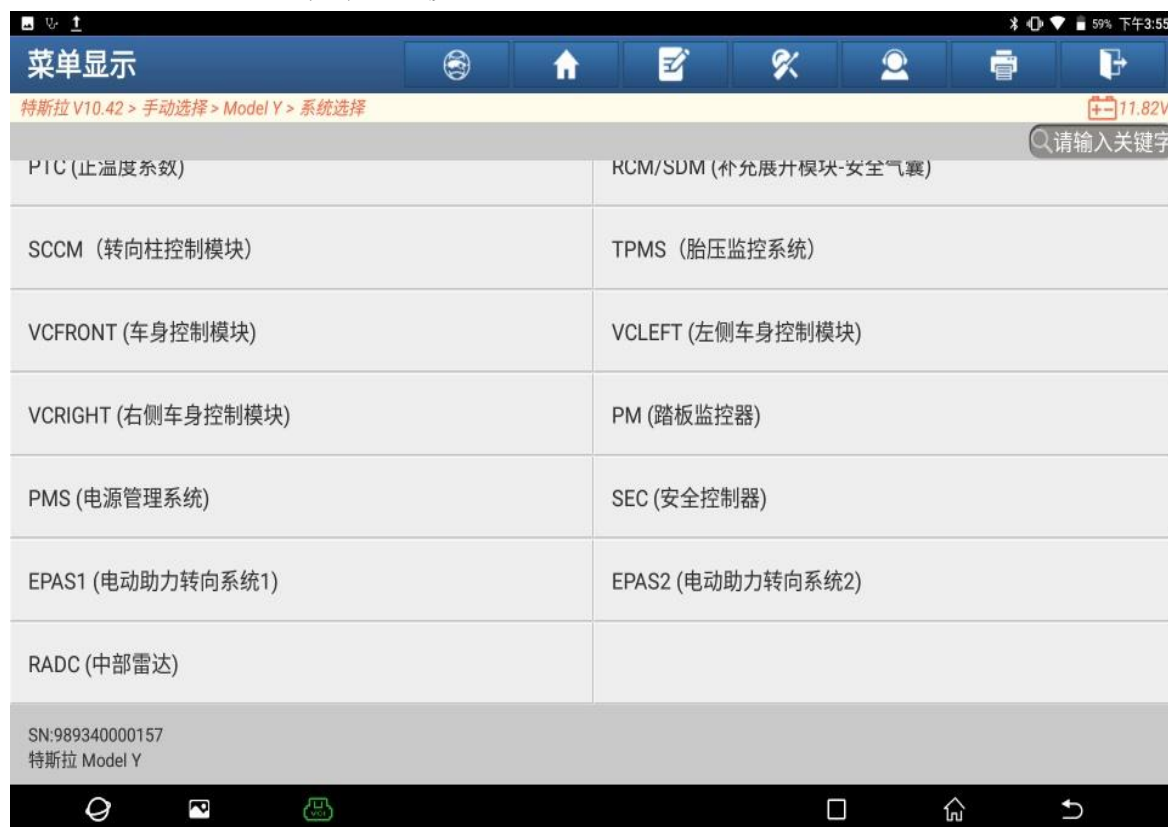 59% 下午3:55
菜单显示
特斯拉 V10.42 > 手动选择 > Model Y > 系统选择
11.82V
请输入关键字
PTC (正温度系数)
RCM/SDM (补充展开模块-安全气囊)
SCCM（转向柱控制模块）
TPMS（胎压监控系统）
VCFRONT (车身控制模块)
VCLEFT (左侧车身控制模块)
VCRIGHT (右侧车身控制模块)
PM (踏板监控器)
PMS (电源管理系统)
SEC (安全控制器)
EPAS1 (电动助力转向系统1)
EPAS2 (电动助力转向系统2)
RADC (中部雷达)
SN:989340000157
特斯拉 Model Y
VCI